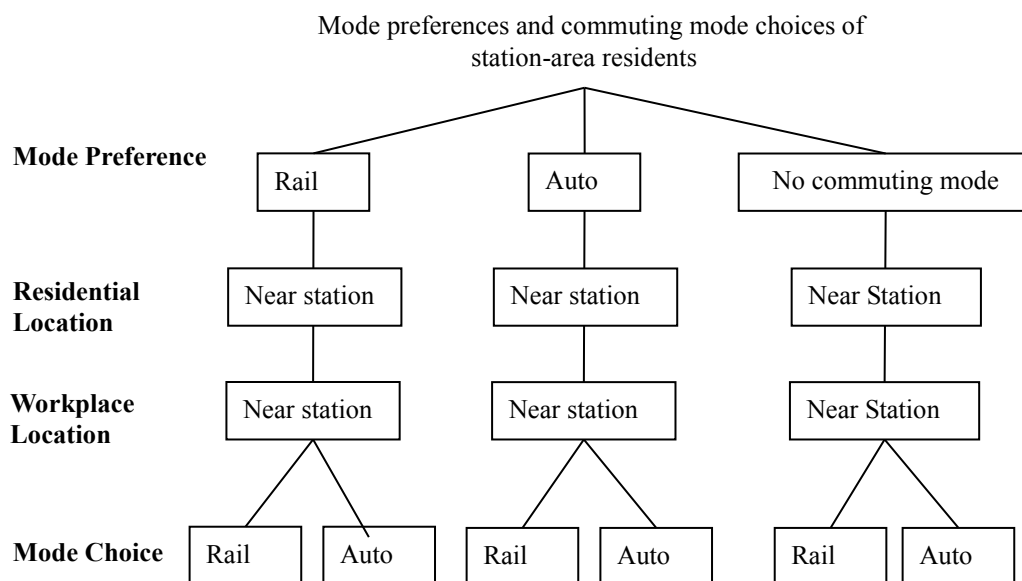 Mode preferences and commuting mode choices of
station-area residents
Mode Preference
Rail
Auto
No commuting mode
Residential
Location
Near station
Near station
Near Station
Workplace
Location
Near station
Near station
Near Station
Mode Choice
Rail
Auto
Rail
Auto
Rail
Auto